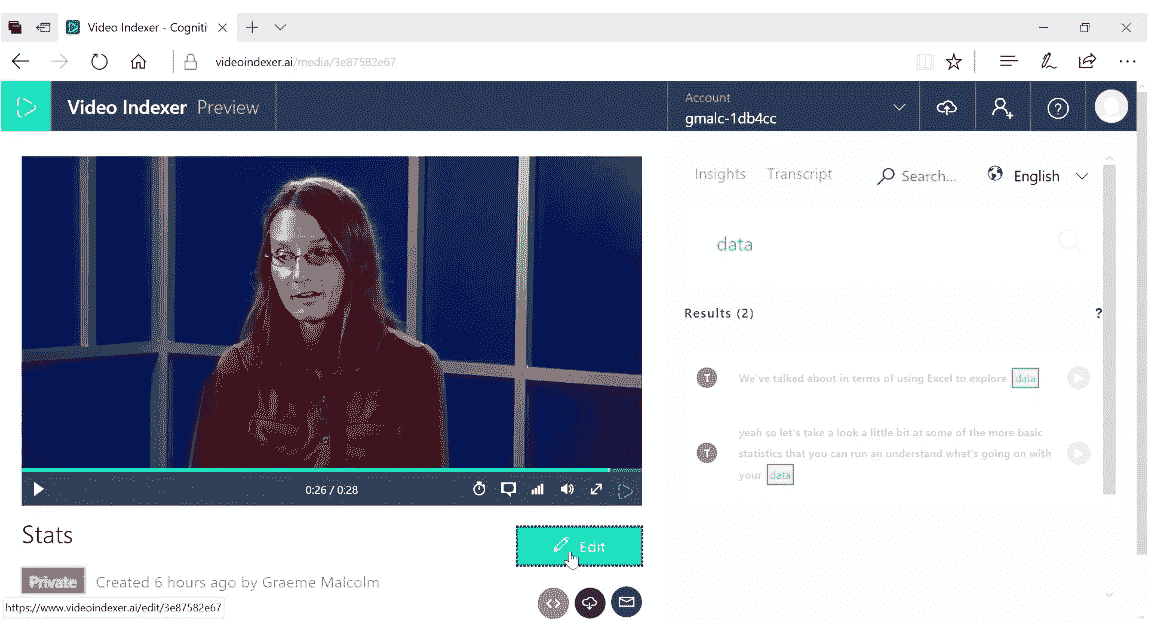 Video Indexer - Cogniti
videoindexer.ai/media/3e87582e67
Video Indexer Preview
Account
gmalc-1db4cc
Insights Transcript Search... English
data
Results (2) ?
We've talked about in terms of using Excel to explore data
yeah so let's take a look a little bit at some of the more basic
statistics that you can run an understand what's going on with
your data
0:26 / 0:28
Stats
Edit
Private Created 6 hours ago by Graeme Malcolm
https://www.videoindexer.ai/edit/3e87582e67